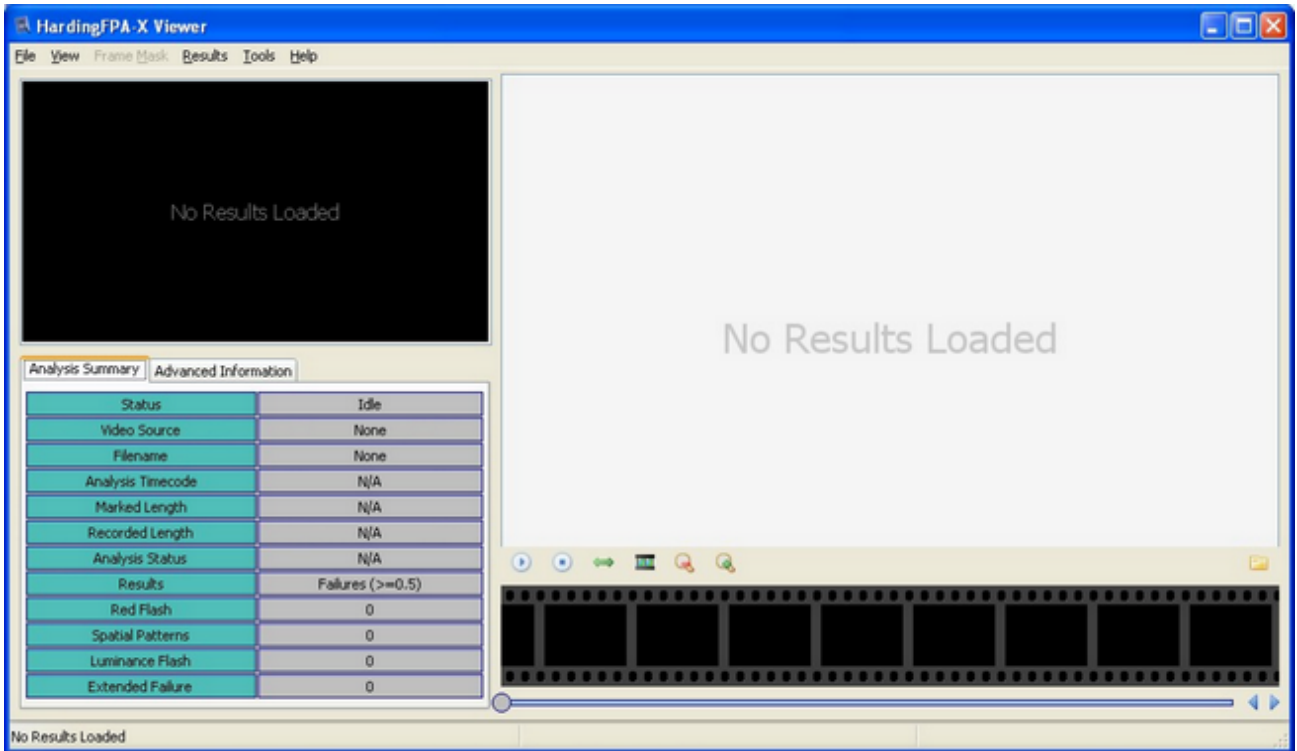 HardingFPA-X Viewer
File View Frame Mask Results Tools Help
No Results Loaded
No Results Loaded
Analysis Summary Advanced Information
Status Idle
Video Source None
Filename None
Analysis Timecode N/A
Marked Length N/A
Recorded Length N/A
Analysis Status N/A
Results Failures (>=0.5)
Red Flash 0
Spatial Patterns 0
Luminance Flash 0
Extended Failure 0
No Results Loaded